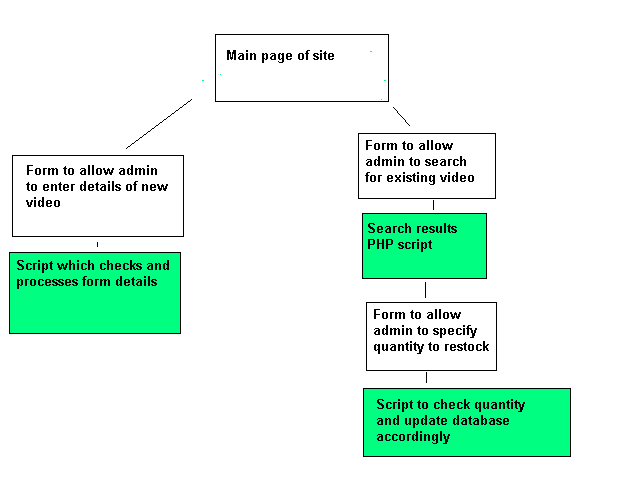 Main page of site
Form to allow admin
to enter details of new
video
Script which checks and
processes form details
Form to allow
admin to search
for existing video
Search results
PHP script
Form to allow
admin to specify
quantity to restock
Script to check quantity
and update database
accordingly